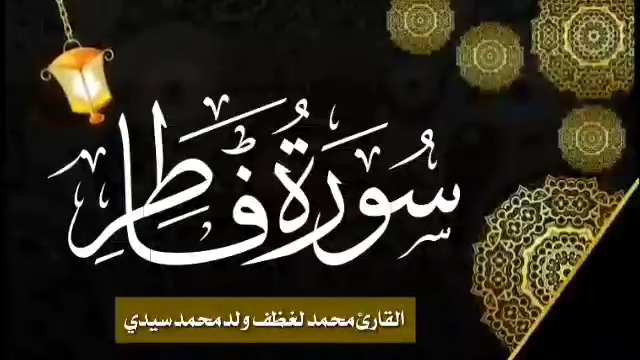 سُورَةُ فَاطِرٍ
القارئ محمد لغظف ولد محمد سيدي